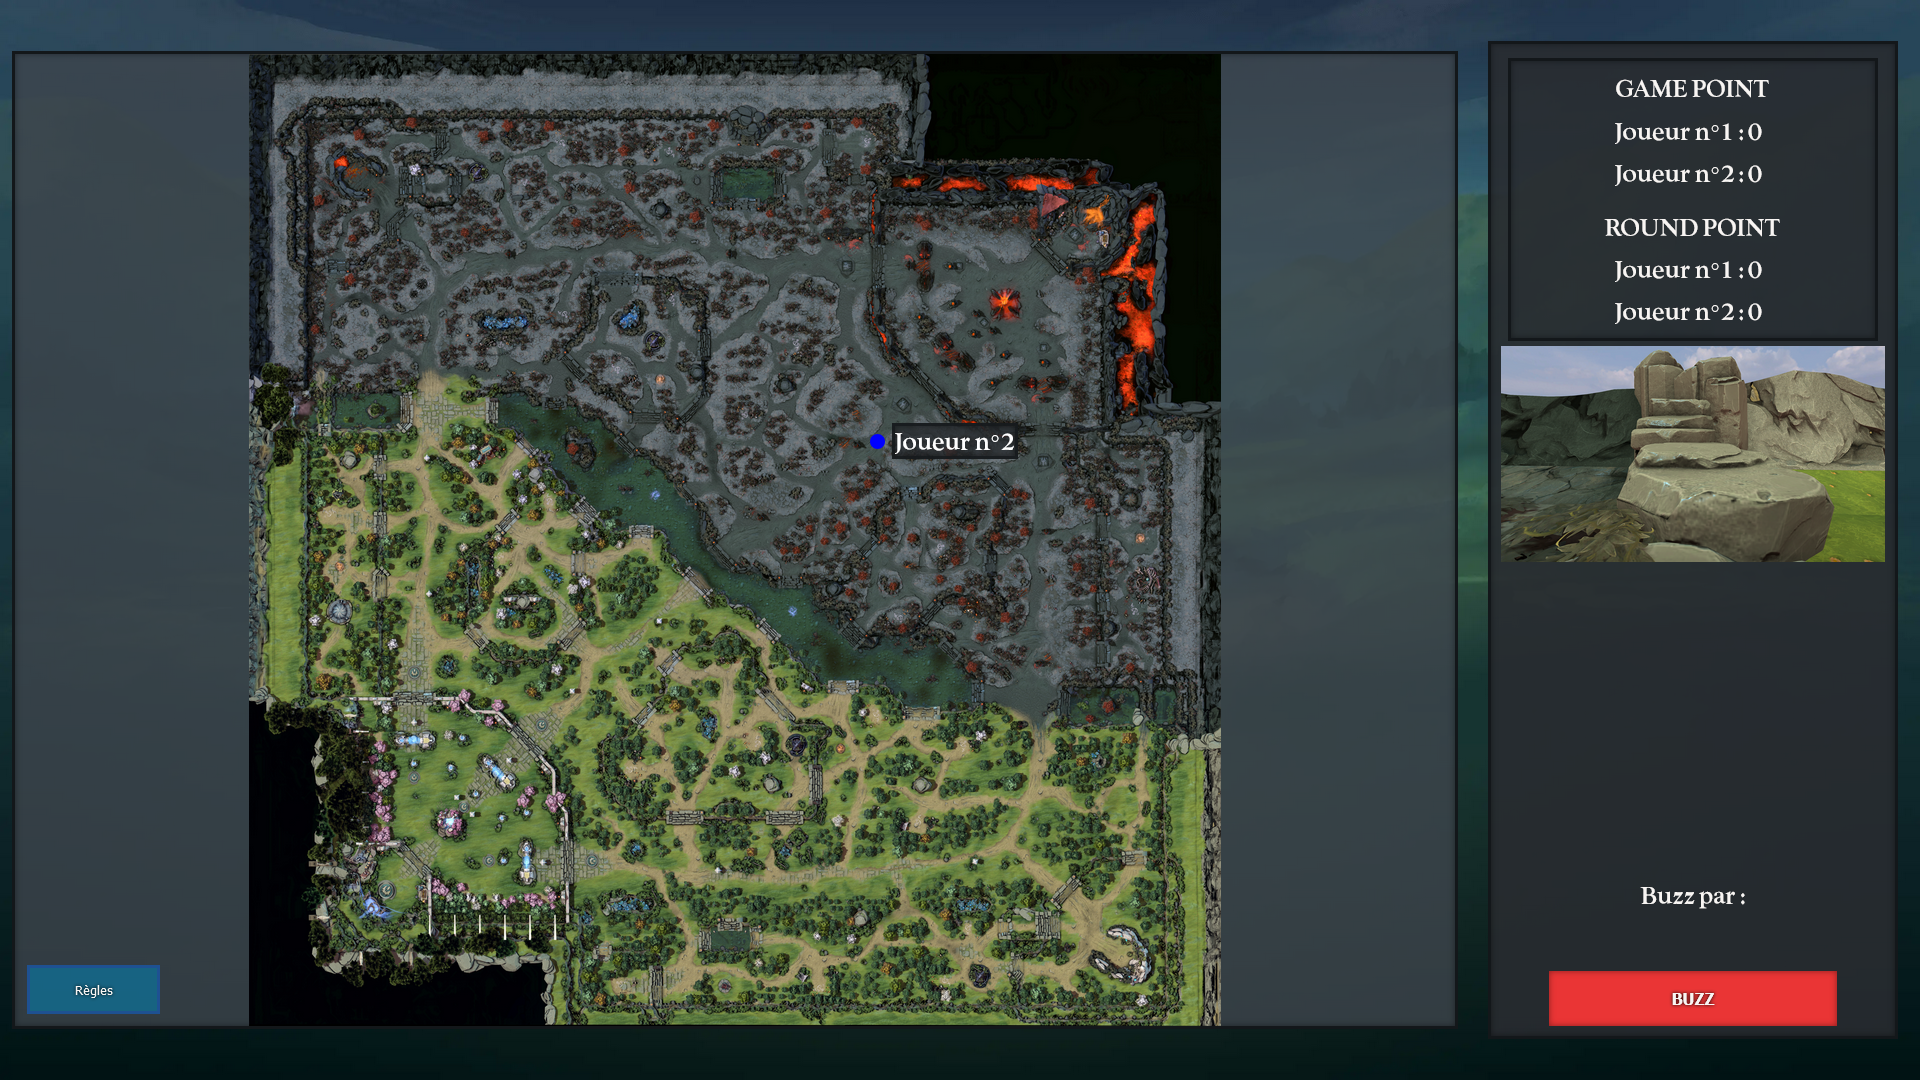 GAME POINT
Joueur n°1 : 0
Joueur n°2 : 0
ROUND POINT
Joueur n°1 : 0
Joueur n°2 : 0
Joueur n°2
Buzz par :
Règles
BUZZ